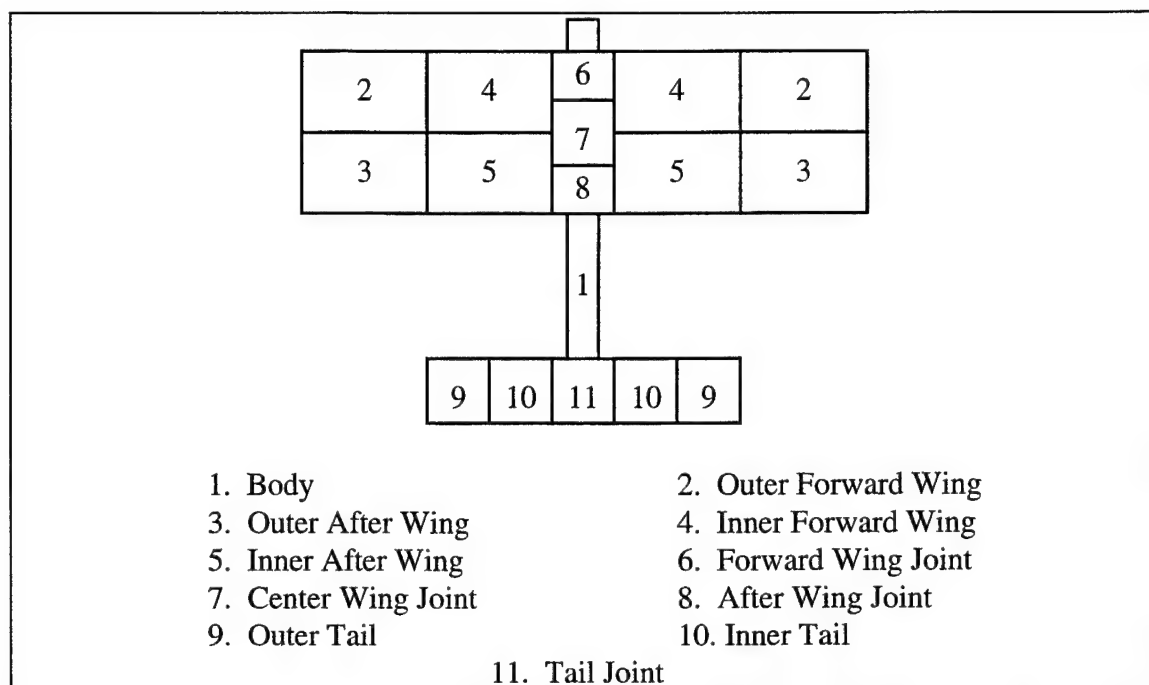 6
2 4 4 2
7
3 5 5 3
8
1
9 10 11 10 9
1. Body 2. Outer Forward Wing
3. Outer After Wing 4. Inner Forward Wing
5. Inner After Wing 6. Forward Wing Joint
7. Center Wing Joint 8. After Wing Joint
9. Outer Tail 10. Inner Tail
11. Tail Joint